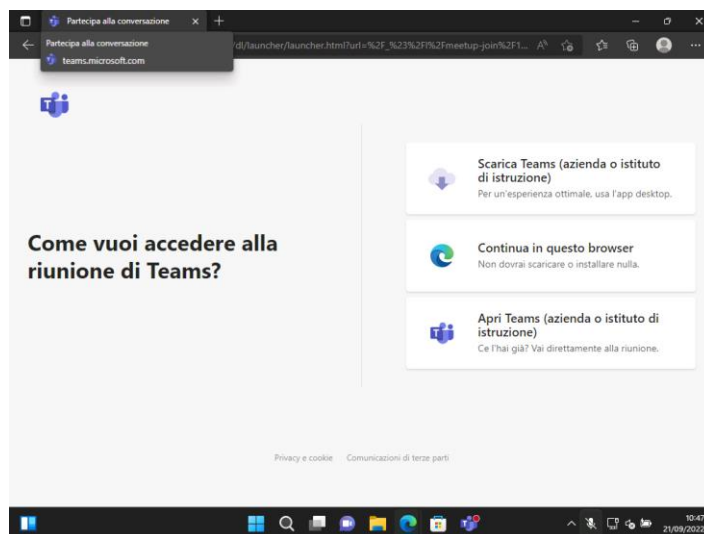 Partecipa alla conversazione
Partecipa alla conversazione
teams.microsoft.com
/dl/launcher/launcher.html?url=%2F_%23%2Fl%2Fmeetup-join%2F1...
Come vuoi accedere alla
riunione di Teams?
Scarica Teams (azienda o istituto
di istruzione)
Per un'esperienza ottimale, usa l'app desktop.
Continua in questo browser
Non dovrai scaricare o installare nulla.
Apri Teams (azienda o istituto di
istruzione)
Ce l'hai già? Vai direttamente alla riunione.
Privacy e cookie Comunicazioni di terze parti
10:47
21/09/2022